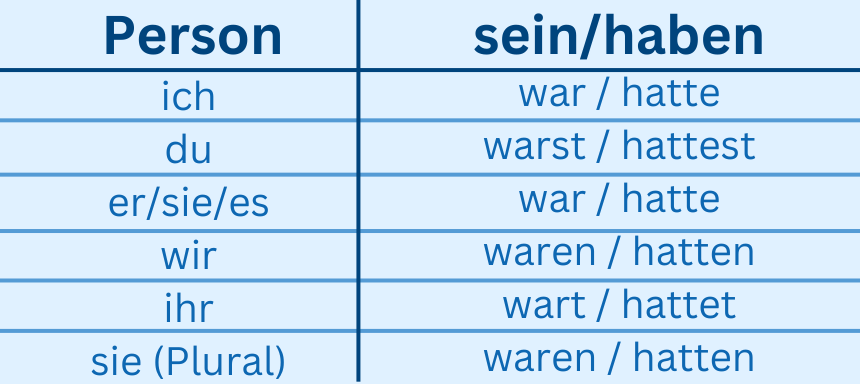 Person sein/haben
ich war / hatte
du warst / hattest
er/sie/es war / hatte
wir waren / hatten
ihr wart / hattet
sie (Plural) waren / hatten